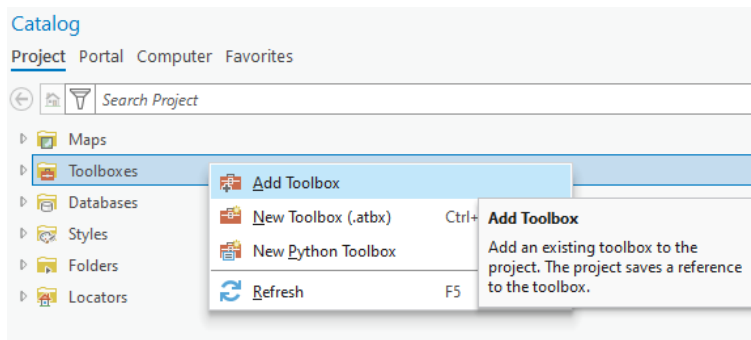 Catalog
Project Portal Computer Favorites
Search Project
Maps
Toolboxes
Databases
Styles
Folders
Locators
Add Toolbox
New Toolbox (.atbx) Ctrl+
New Python Toolbox
Refresh F5
Add Toolbox
Add an existing toolbox to the
project. The project saves a reference
to the toolbox.